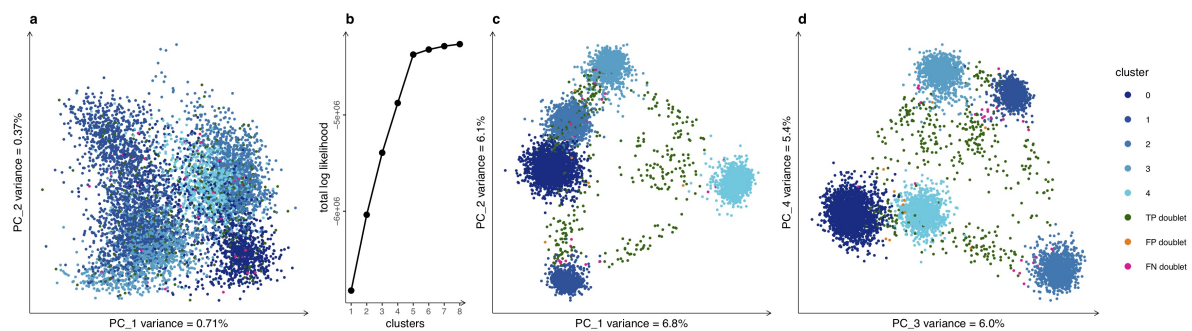 a
PC_2 variance = 0.37%
PC_1 variance = 0.71%
b
total log likelihood
−5e+06
−6e+06
1 2 3 4 5 6 7 8
clusters
c
PC_2 variance = 6.1%
PC_1 variance = 6.8%
d
PC_4 variance = 5.4%
PC_3 variance = 6.0%
cluster
0
1
2
3
4
TP doublet
FP doublet
FN doublet